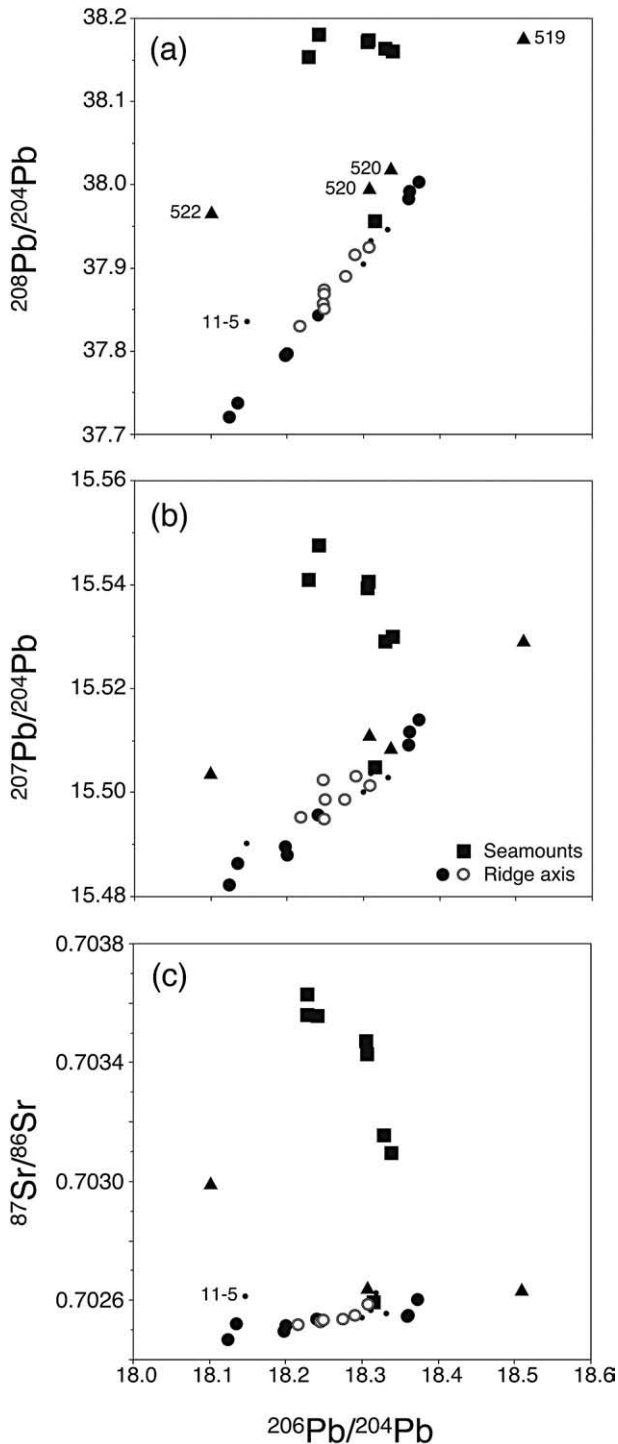 (a)
38.2
38.1
38.0
37.9
37.8
37.7
²⁰⁸Pb/²⁰⁴Pb
519
520
520
522
11-5
(b)
15.56
15.54
15.52
15.50
15.48
²⁰⁷Pb/²⁰⁴Pb
Seamounts
Ridge axis
(c)
0.7038
0.7034
0.7030
0.7026
⁸⁷Sr/⁸⁶Sr
11-5
18.0 18.2 18.3 18.4 18.5 18.6
²⁰⁶Pb/²⁰⁴Pb